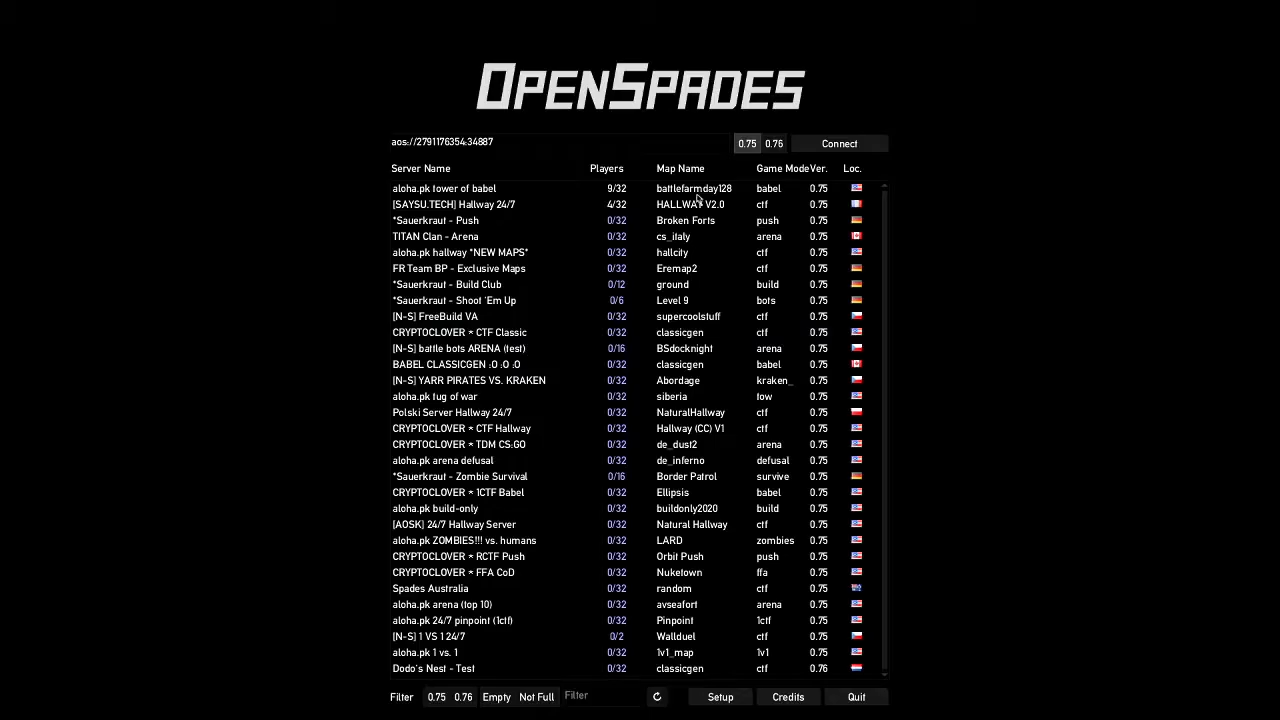 OPENSPADES
aos://2791176354:34887 0.75 0.76 Connect
Server Name Players Map Name Game Mode Ver. Loc.
aloha.pk tower of babel 9/32 battlefarmday128 babel 0.75
[SAYSU.TECH] Hallway 24/7 4/32 HALLWAY V2.0 ctf 0.75
*Sauerkraut - Push 0/32 Broken Forts push 0.75
TITAN Clan - Arena 0/32 cs_italy arena 0.75
aloha.pk hallway *NEW MAPS* 0/32 hallcity ctf 0.75
FR Team BP - Exclusive Maps 0/32 Eremap2 ctf 0.75
*Sauerkraut - Build Club 0/12 ground build 0.75
*Sauerkraut - Shoot 'Em Up 0/6 Level 9 bots 0.75
[N-S] FreeBuild VA 0/32 supercoolstuff ctf 0.75
CRYPTOCLOVER * CTF Classic 0/32 classicgen ctf 0.75
[N-S] battle bots ARENA (test) 0/16 BSdocknight arena 0.75
BABEL CLASSICGEN :O :O :O 0/32 classicgen babel 0.75
[N-S] YARR PIRATES VS. KRAKEN 0/32 Abordage kraken_ 0.75
aloha.pk tug of war 0/32 siberia tow 0.75
Polski Server Hallway 24/7 0/32 NaturalHallway ctf 0.75
CRYPTOCLOVER * CTF Hallway 0/32 Hallway (CC) V1 ctf 0.75
CRYPTOCLOVER * TDM CS:GO 0/32 de_dust2 arena 0.75
aloha.pk arena defusal 0/32 de_inferno defusal 0.75
*Sauerkraut - Zombie Survival 0/16 Border Patrol survive 0.75
CRYPTOCLOVER * 1CTF Babel 0/32 Ellipsis babel 0.75
aloha.pk build-only 0/32 buildonly2020 build 0.75
[AOSK] 24/7 Hallway Server 0/32 Natural Hallway ctf 0.75
aloha.pk ZOMBIES!!! vs. humans 0/32 LARD zombies 0.75
CRYPTOCLOVER * RCTF Push 0/32 Orbit Push push 0.75
CRYPTOCLOVER * FFA CoD 0/32 Nuketown ffa 0.75
Spades Australia 0/32 random ctf 0.75
aloha.pk arena (top 10) 0/32 avseafort arena 0.75
aloha.pk 24/7 pinpoint (1ctf) 0/32 Pinpoint 1ctf 0.75
[N-S] 1 VS 1 24/7 0/2 Wallduel ctf 0.75
aloha.pk 1 vs. 1 0/32 1v1_map 1v1 0.75
Dodo's Nest - Test 0/32 classicgen ctf 0.76
Filter 0.75 0.76 Empty Not Full Filter Setup Credits Quit